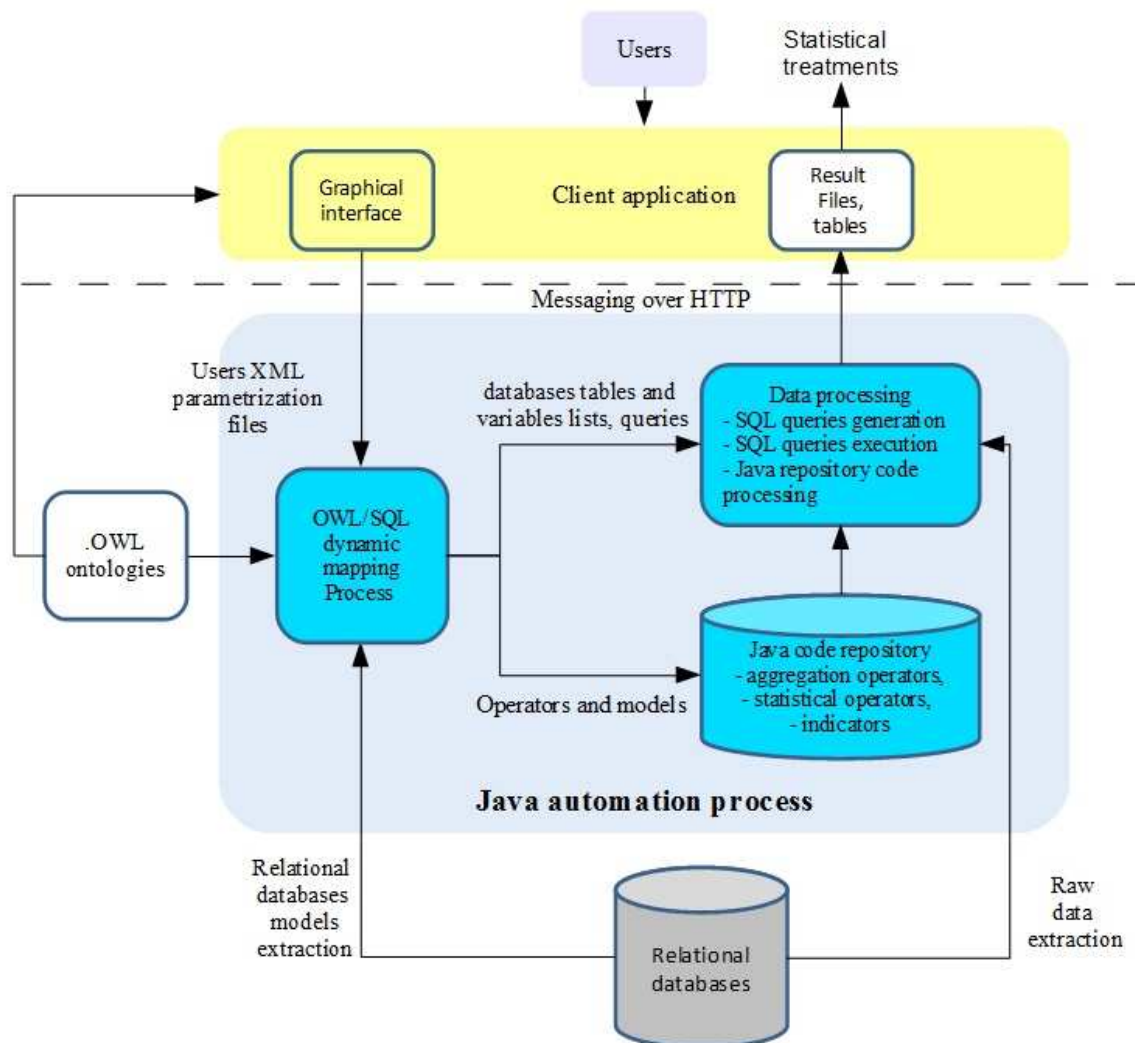 Users
Statistical
treatments
Graphical
interface
Client application
Result
Files,
tables
Messaging over HTTP
Users XML
parametrization
files
databases tables and
variables lists, queries
Data processing
- SQL queries generation
- SQL queries execution
- Java repository code
processing
.OWL
ontologies
OWL/SQL
dynamic
mapping
Process
Java code repository
- aggregation operators,
- statistical operators,
- indicators
Operators and models
Java automation process
Relational
databases
models
extraction
Relational
databases
Raw
data
extraction